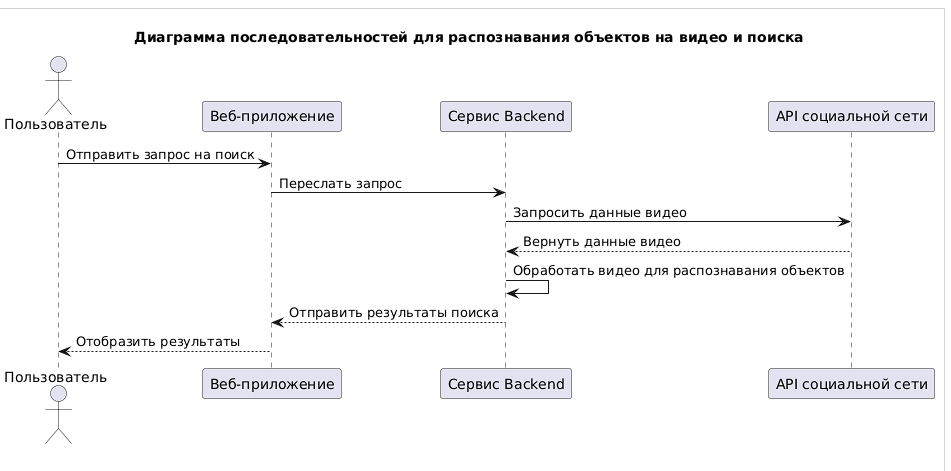 Диаграмма последовательностей для распознавания объектов на видео и поиска
Пользователь
Веб-приложение
Сервис Backend
API социальной сети
Отправить запрос на поиск
Переслать запрос
Запросить данные видео
Вернуть данные видео
Обработать видео для распознавания объектов
Отправить результаты поиска
Отобразить результаты
Пользователь
Веб-приложение
Сервис Backend
API социальной сети